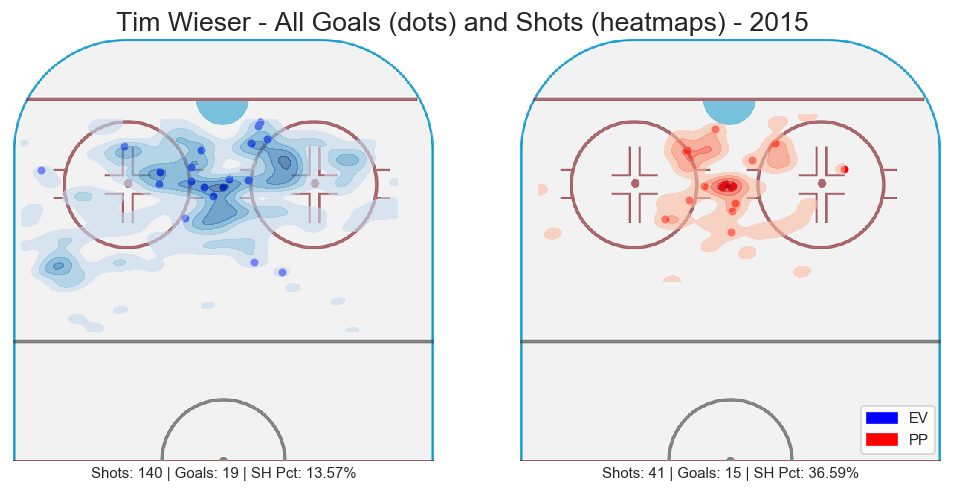 Tim Wieser - All Goals (dots) and Shots (heatmaps) - 2015
EV
PP
Shots: 140 | Goals: 19 | SH Pct: 13.57%
Shots: 41 | Goals: 15 | SH Pct: 36.59%